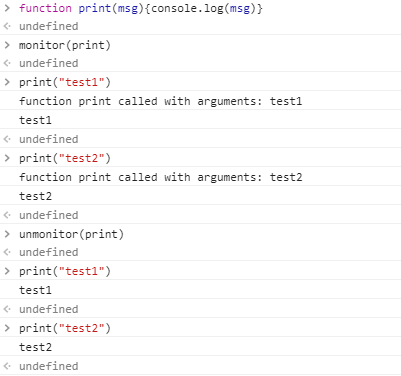 function print(msg){console.log(msg)}
undefined
monitor(print)
undefined
print("test1")
function print called with arguments: test1
test1
undefined
print("test2")
function print called with arguments: test2
test2
undefined
unmonitor(print)
undefined
print("test1")
test1
undefined
print("test2")
test2
undefined